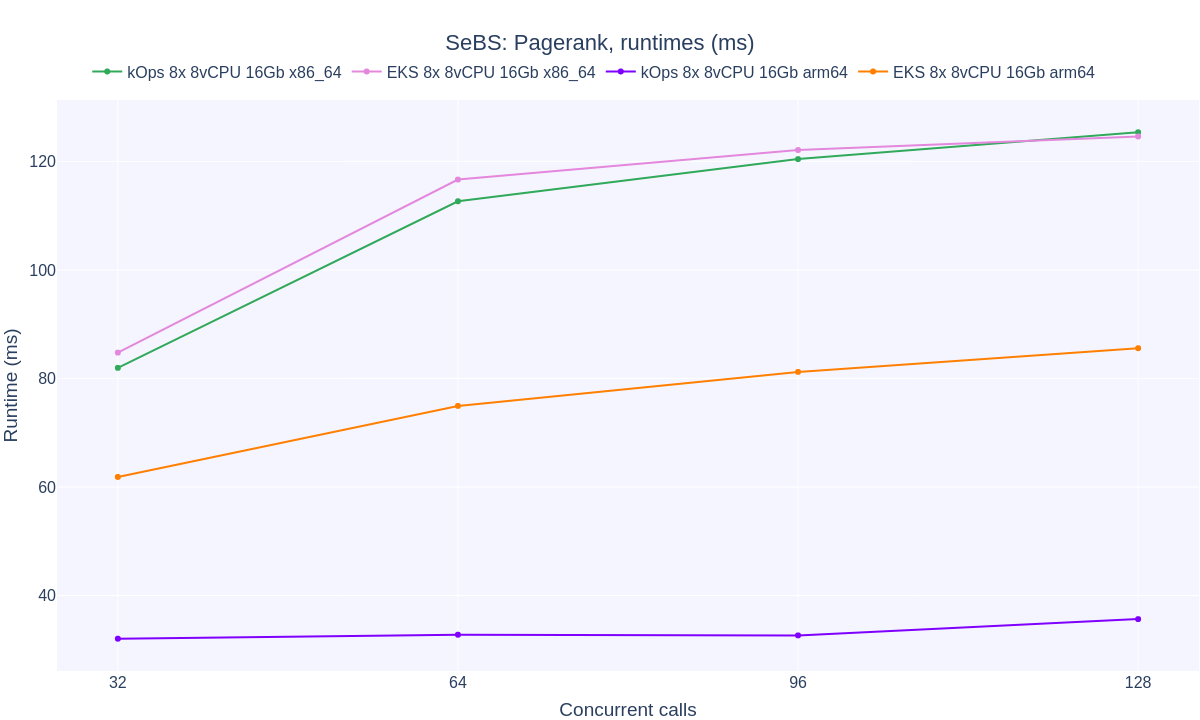 SeBS: Pagerank, runtimes (ms)
kOps 8x 8vCPU 16Gb x86_64 EKS 8x 8vCPU 16Gb x86_64 kOps 8x 8vCPU 16Gb arm64 EKS 8x 8vCPU 16Gb arm64
120
100
80
60
40
Runtime (ms)
32 64 96 128
Concurrent calls